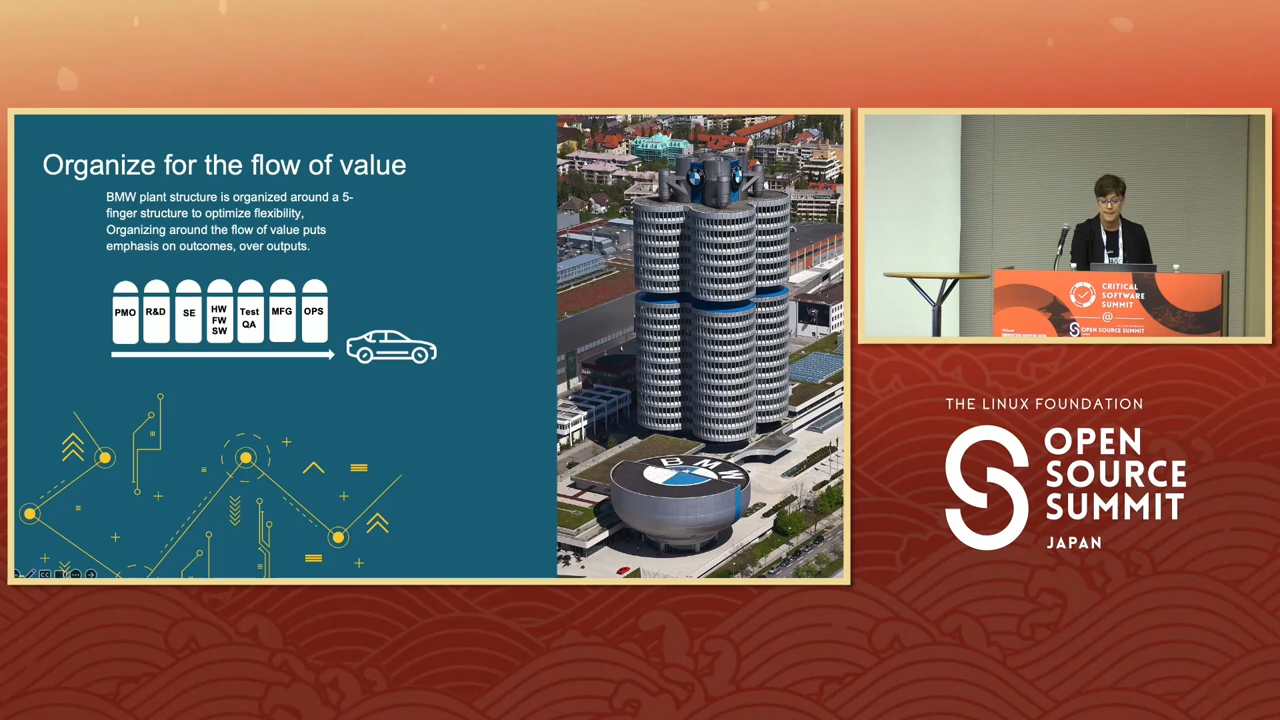 Organize for the flow of value
BMW plant structure is organized around a 5-
finger structure to optimize flexibility,
Organizing around the flow of value puts
emphasis on outcomes, over outputs.
PMO
R&D
SE
HW
FW
SW
Test
QA
MFG
OPS
BMW
CRITICAL
SOFTWARE
SUMMIT
@
OPEN SOURCE SUMMIT
THE LINUX FOUNDATION
OPEN
SOURCE
SUMMIT
JAPAN